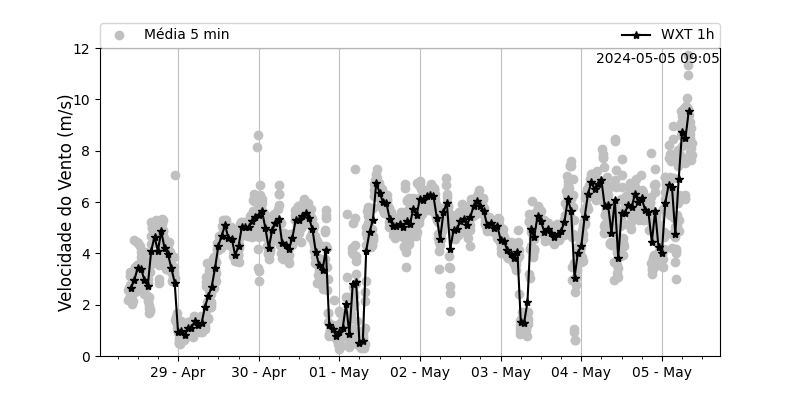 Média 5 min
WXT 1h
2024-05-05 09:05
Velocidade do Vento (m/s)
12
10
8
6
4
2
0
29 - Apr
30 - Apr
01 - May
02 - May
03 - May
04 - May
05 - May